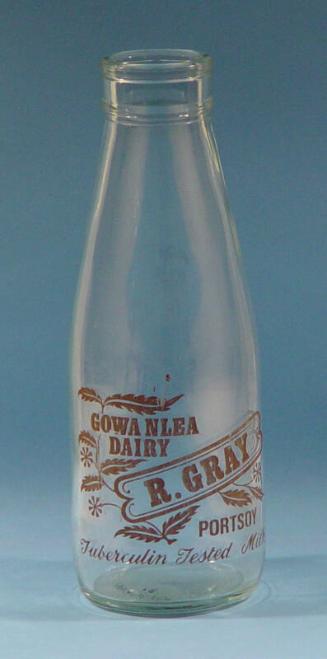 GOWANLEA
DAIRY
R. GRAY
PORTSOY
Tuberculin Tested Milk